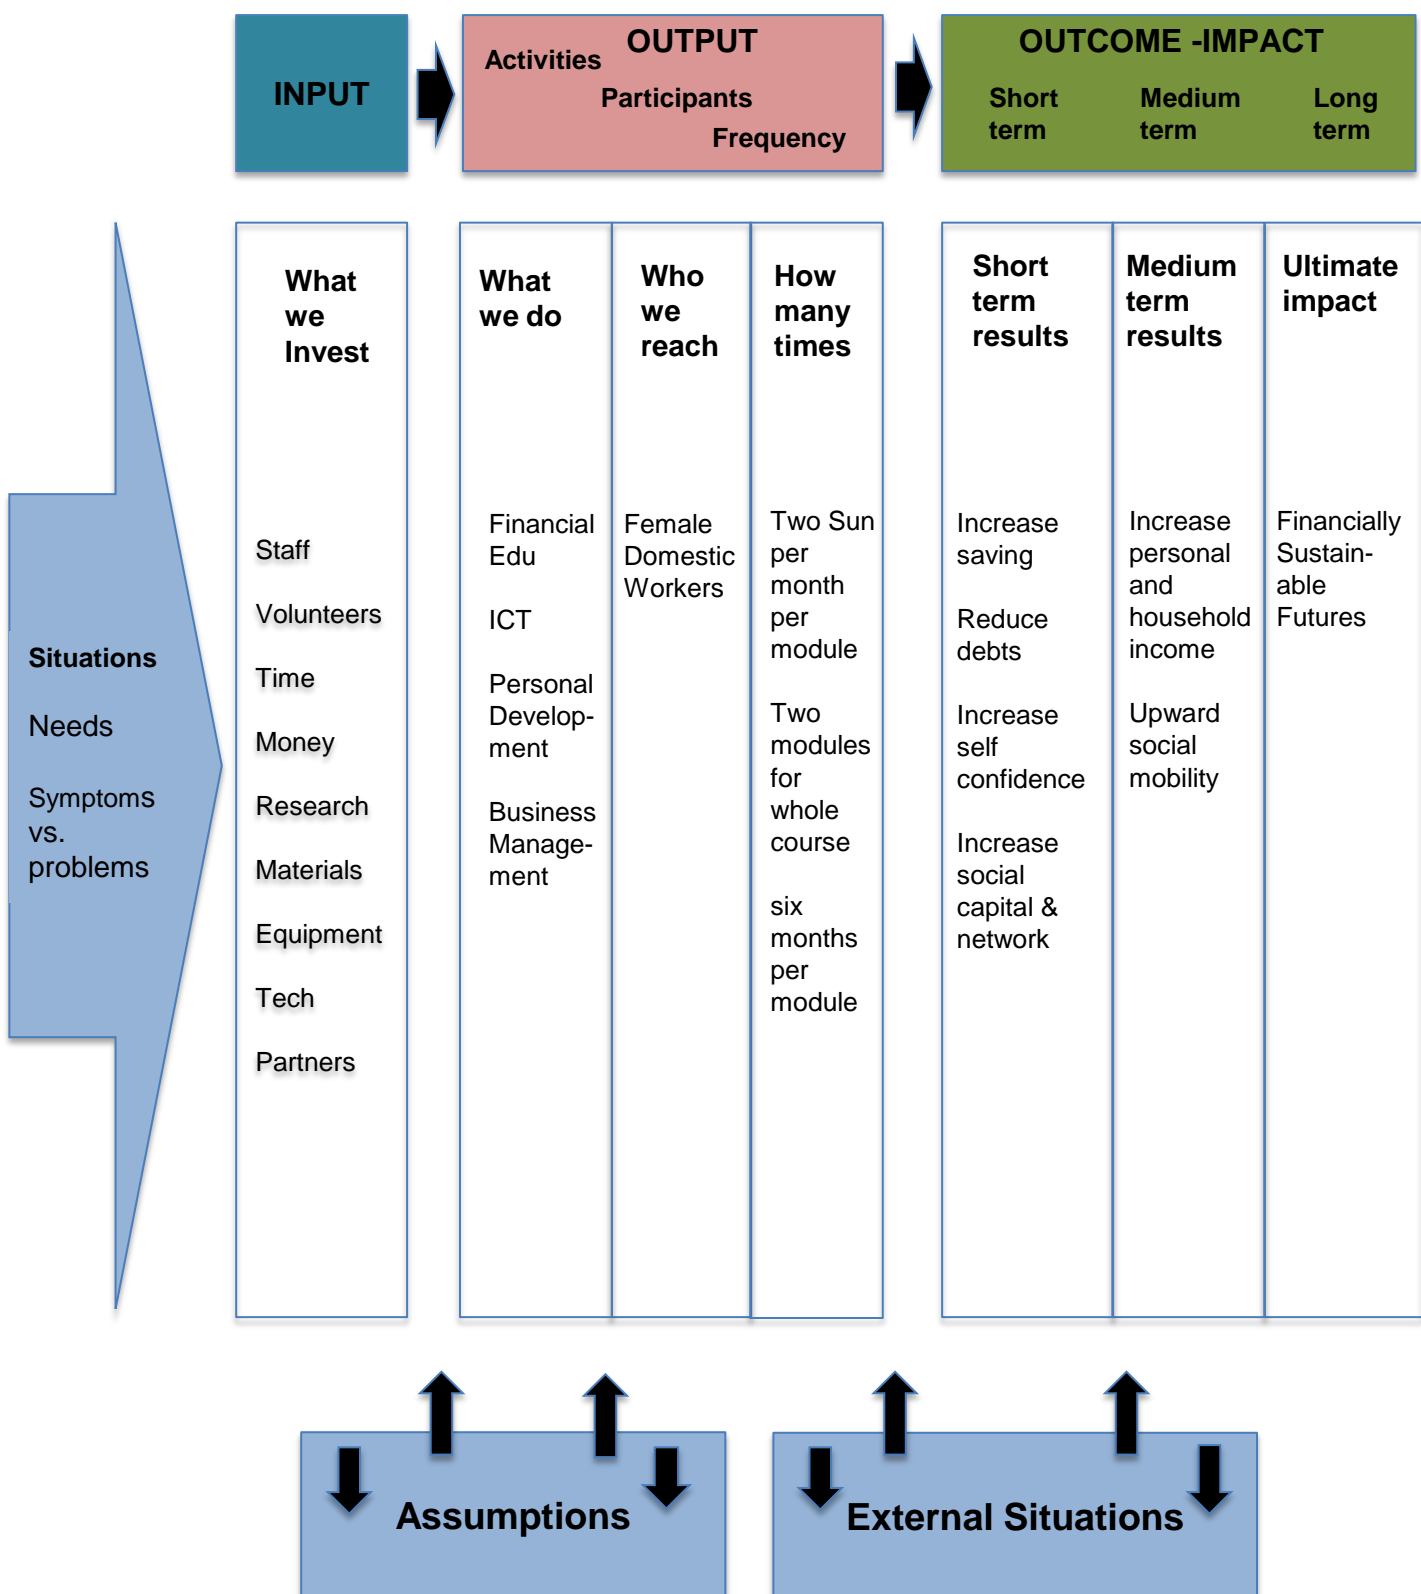 INPUT
OUTPUT
Activities
Participants
Frequency
OUTCOME -IMPACT
Short
term
Medium
term
Long
term
Situations
Needs
Symptoms
vs.
problems
What
we
Invest
Staff
Volunteers
Time
Money
Research
Materials
Equipment
Tech
Partners
What
we do
Financial
Edu
ICT
Personal
Develop-
ment
Business
Manage-
ment
Who
we
reach
Female
Domestic
Workers
How
many
times
Two Sun
per
month
per
module
Two
modules
for
whole
course
six
months
per
module
Short
term
results
Increase
saving
Reduce
debts
Increase
self
confidence
Increase
social
capital &
network
Medium
term
results
Increase
personal
and
household
income
Upward
social
mobility
Ultimate
impact
Financially
Sustain-
able
Futures
Assumptions
External Situations